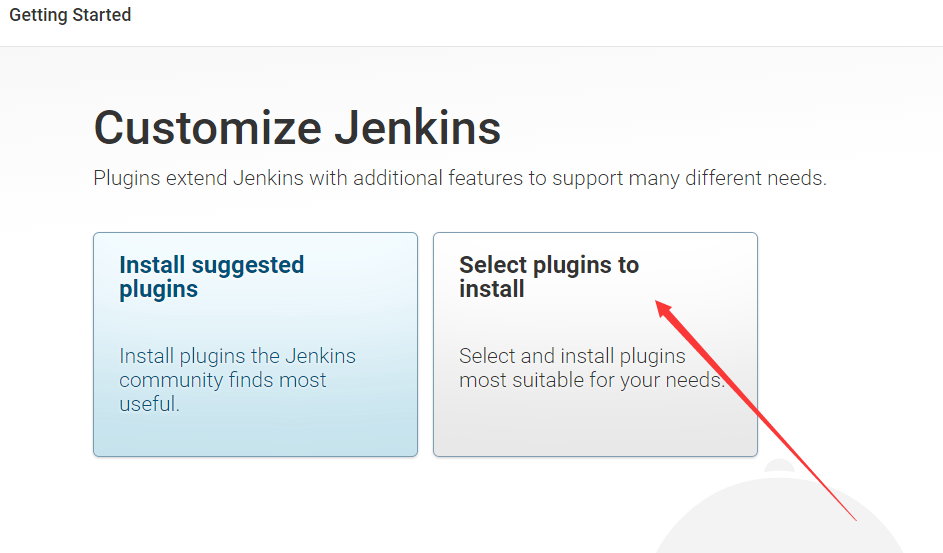 Getting Started
Customize Jenkins
Plugins extend Jenkins with additional features to support many different needs.
Install suggested
plugins
Install plugins the Jenkins
community finds most
useful.
Select plugins to
install
Select and install plugins
most suitable for your needs.